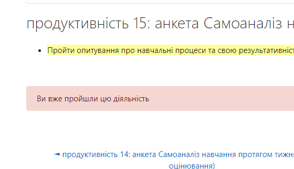 продуктивність 15: анкета Самоаналіз н
Пройти опитування про навчальні процеси та свою результативніст
Ви вже пройшли цю діяльність
◄ продуктивність 14: анкета Самоаналіз навчання протягом тижн
оцінювання)